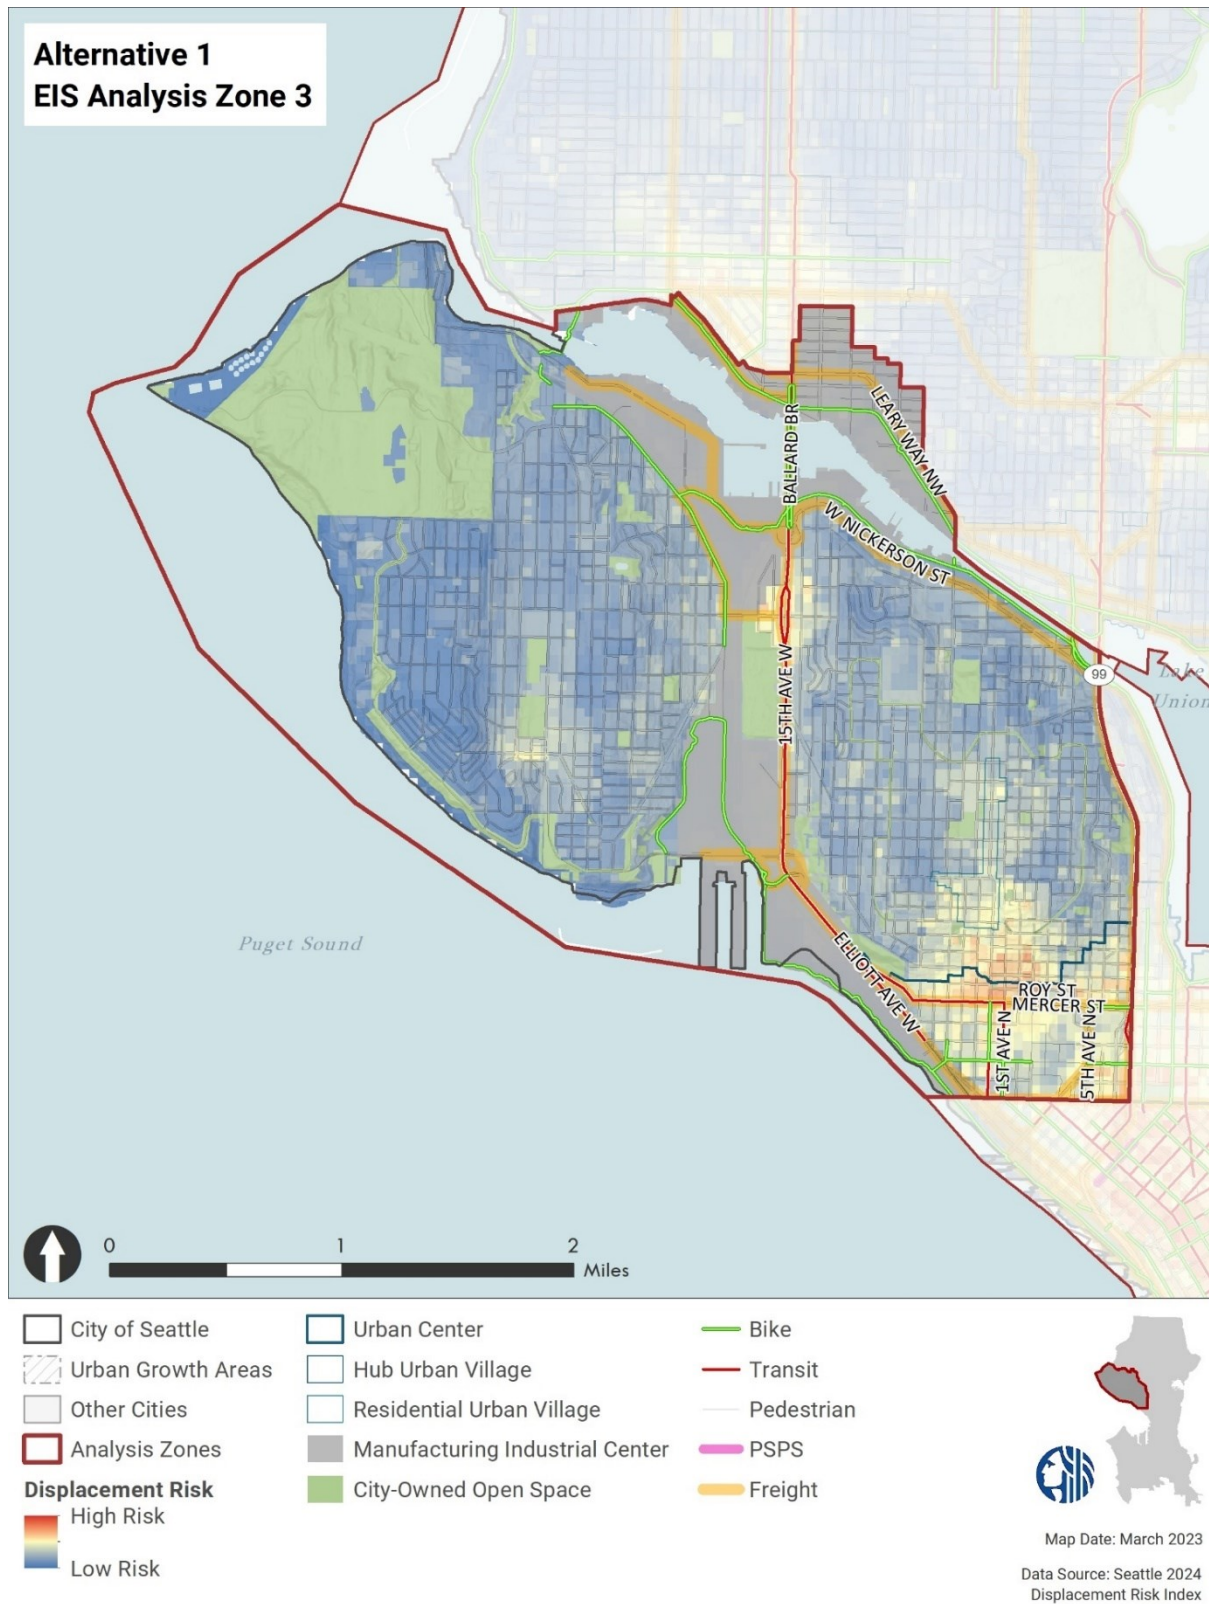 Alternative 1
EIS Analysis Zone 3
BALLARD BR
LEARY WAY NW
W NICKERSON ST
99
Lake
Union
15TH AVE W
Puget Sound
ELLIOTT AVE W
ROY ST
MERCER ST
1ST AVE N
5TH AVE N
0 1 2
Miles
City of Seattle
Urban Growth Areas
Other Cities
Analysis Zones
Displacement Risk
High Risk
Low Risk
Urban Center
Hub Urban Village
Residential Urban Village
Manufacturing Industrial Center
City-Owned Open Space
Bike
Transit
Pedestrian
PSPS
Freight
Map Date: March 2023
Data Source: Seattle 2024
Displacement Risk Index